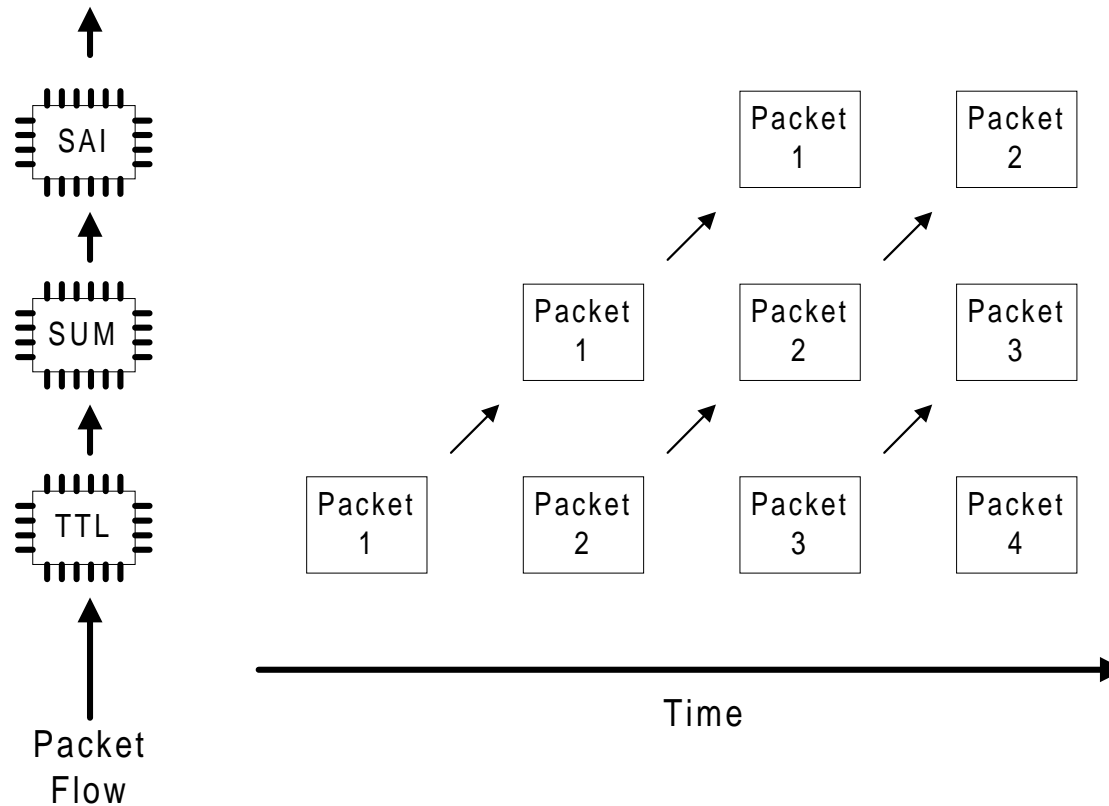 SAI
Packet
1
Packet
2
SUM
Packet
1
Packet
2
Packet
3
TTL
Packet
1
Packet
2
Packet
3
Packet
4
Time
Packet
Flow